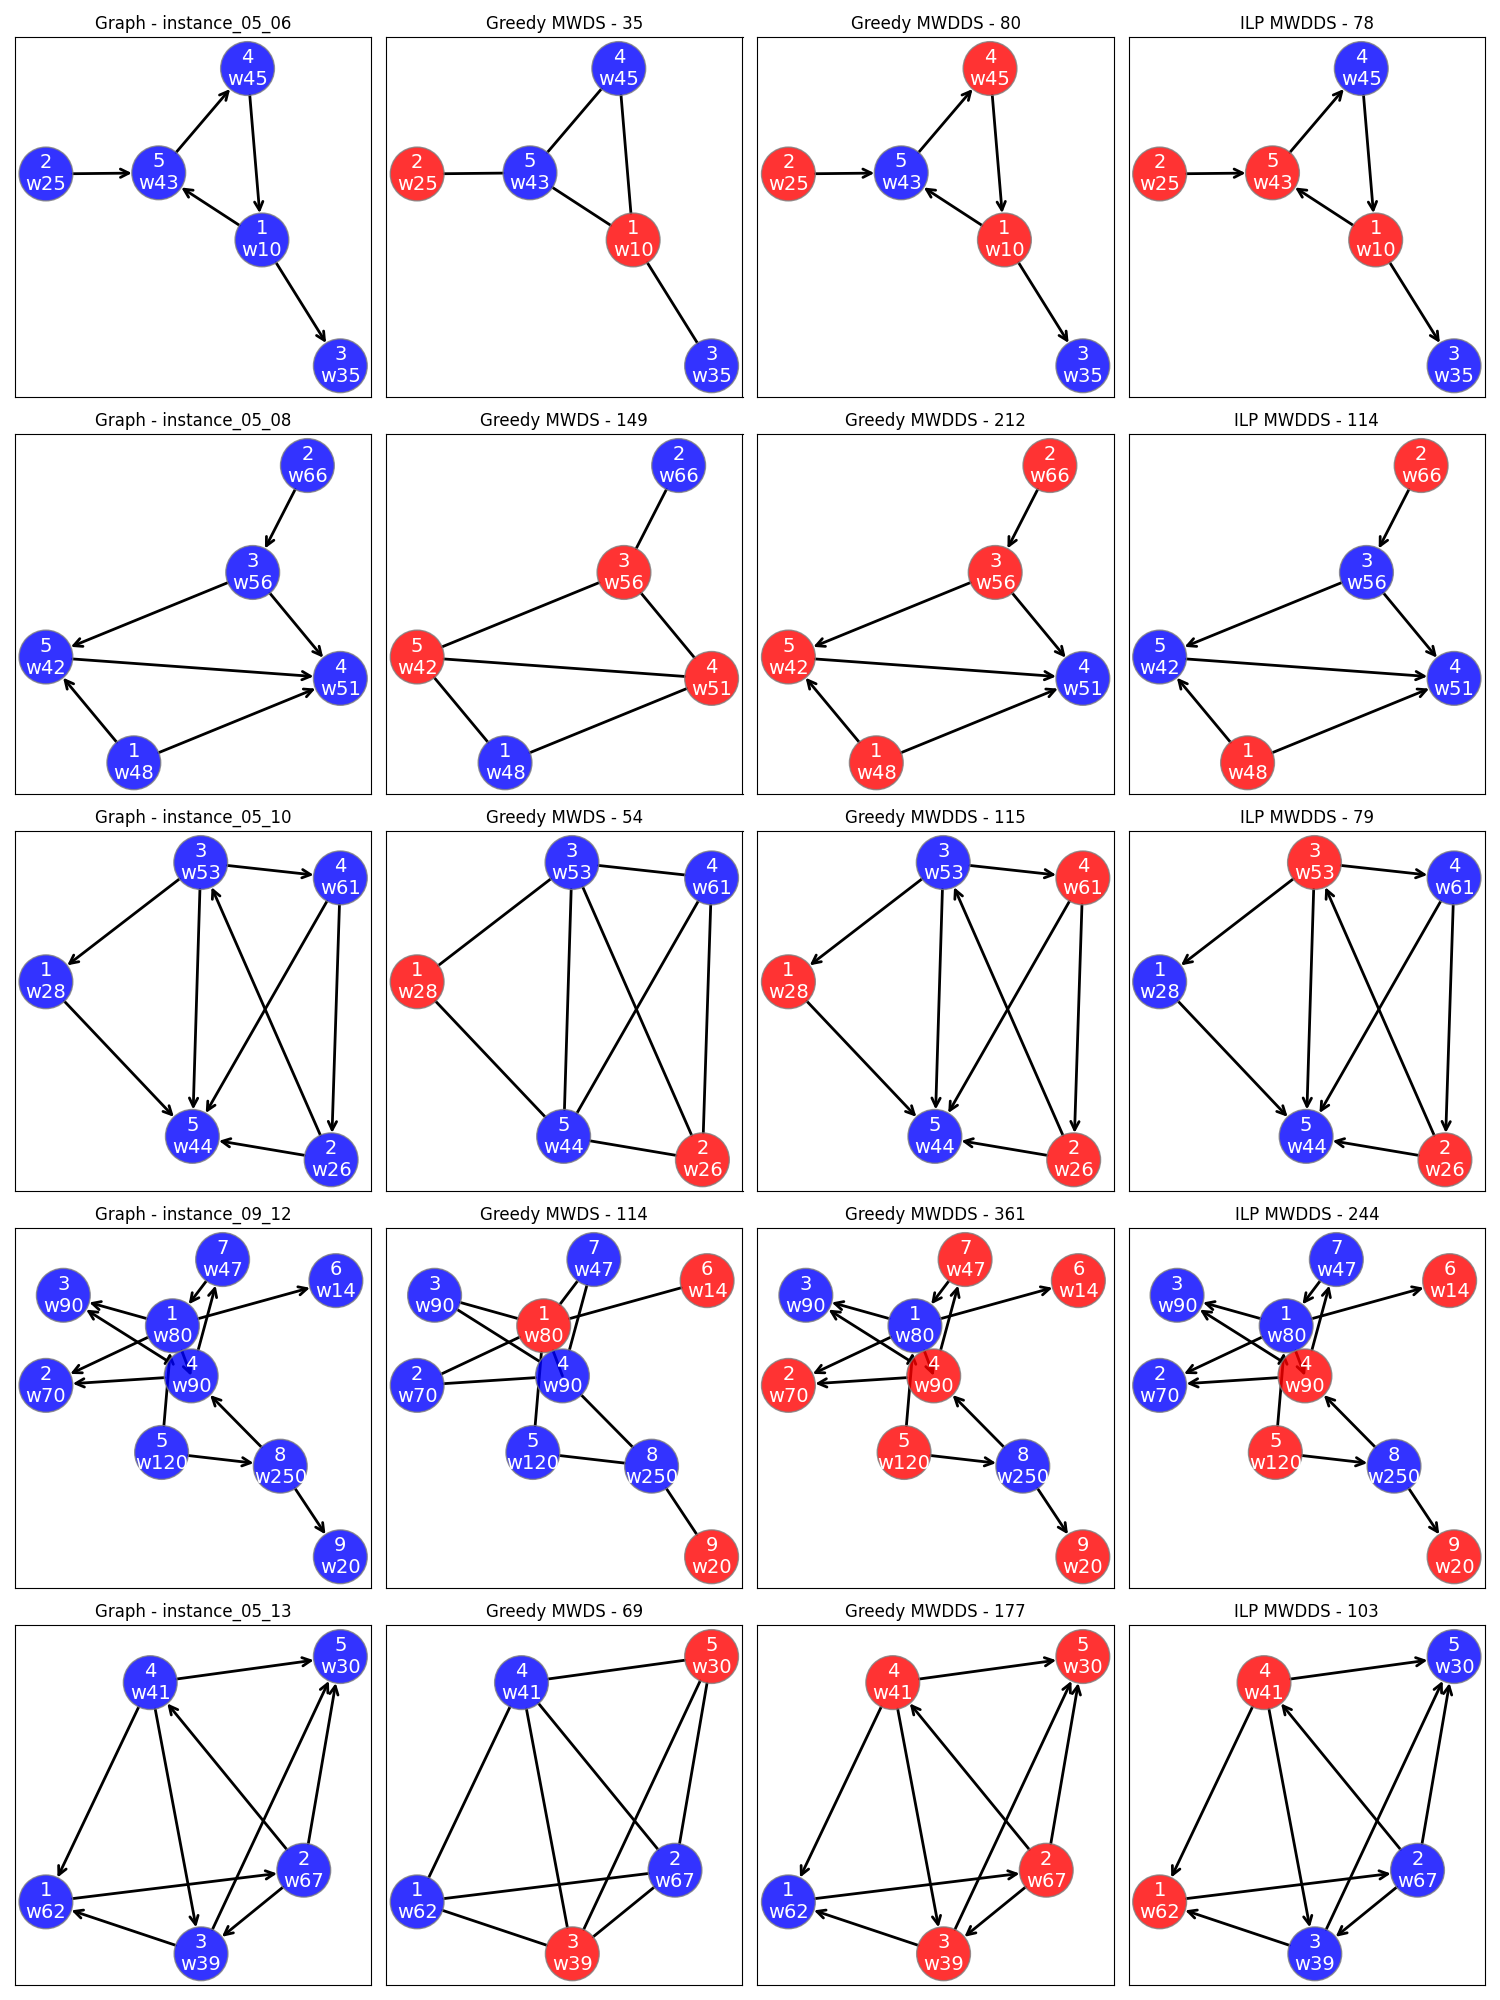 Graph - instance_05_06
4
w45
2
w25
5
w43
1
w10
3
w35
Greedy MWDS - 35
4
w45
2
w25
5
w43
1
w10
3
w35
Greedy MWDDS - 80
4
w45
2
w25
5
w43
1
w10
3
w35
ILP MWDDS - 78
4
w45
2
w25
5
w43
1
w10
3
w35
Graph - instance_05_08
2
w66
3
w56
5
w42
4
w51
1
w48
Greedy MWDS - 149
2
w66
3
w56
5
w42
4
w51
1
w48
Greedy MWDDS - 212
2
w66
3
w56
5
w42
4
w51
1
w48
ILP MWDDS - 114
2
w66
3
w56
5
w42
4
w51
1
w48
Graph - instance_05_10
3
w53
4
w61
1
w28
5
w44
2
w26
Greedy MWDS - 54
3
w53
4
w61
1
w28
5
w44
2
w26
Greedy MWDDS - 115
3
w53
4
w61
1
w28
5
w44
2
w26
ILP MWDDS - 79
3
w53
4
w61
1
w28
5
w44
2
w26
Graph - instance_09_12
7
w47
6
w14
3
w90
1
w80
4
w90
2
w70
5
w120
8
w250
9
w20
Greedy MWDS - 114
7
w47
6
w14
3
w90
1
w80
4
w90
2
w70
5
w120
8
w250
9
w20
Greedy MWDDS - 361
7
w47
6
w14
3
w90
1
w80
4
w90
2
w70
5
w120
8
w250
9
w20
ILP MWDDS - 244
7
w47
6
w14
3
w90
1
w80
4
w90
2
w70
5
w120
8
w250
9
w20
Graph - instance_05_13
5
w30
4
w41
2
w67
1
w62
3
w39
Greedy MWDS - 69
5
w30
4
w41
2
w67
1
w62
3
w39
Greedy MWDDS - 177
5
w30
4
w41
2
w67
1
w62
3
w39
ILP MWDDS - 103
5
w30
4
w41
2
w67
1
w62
3
w39